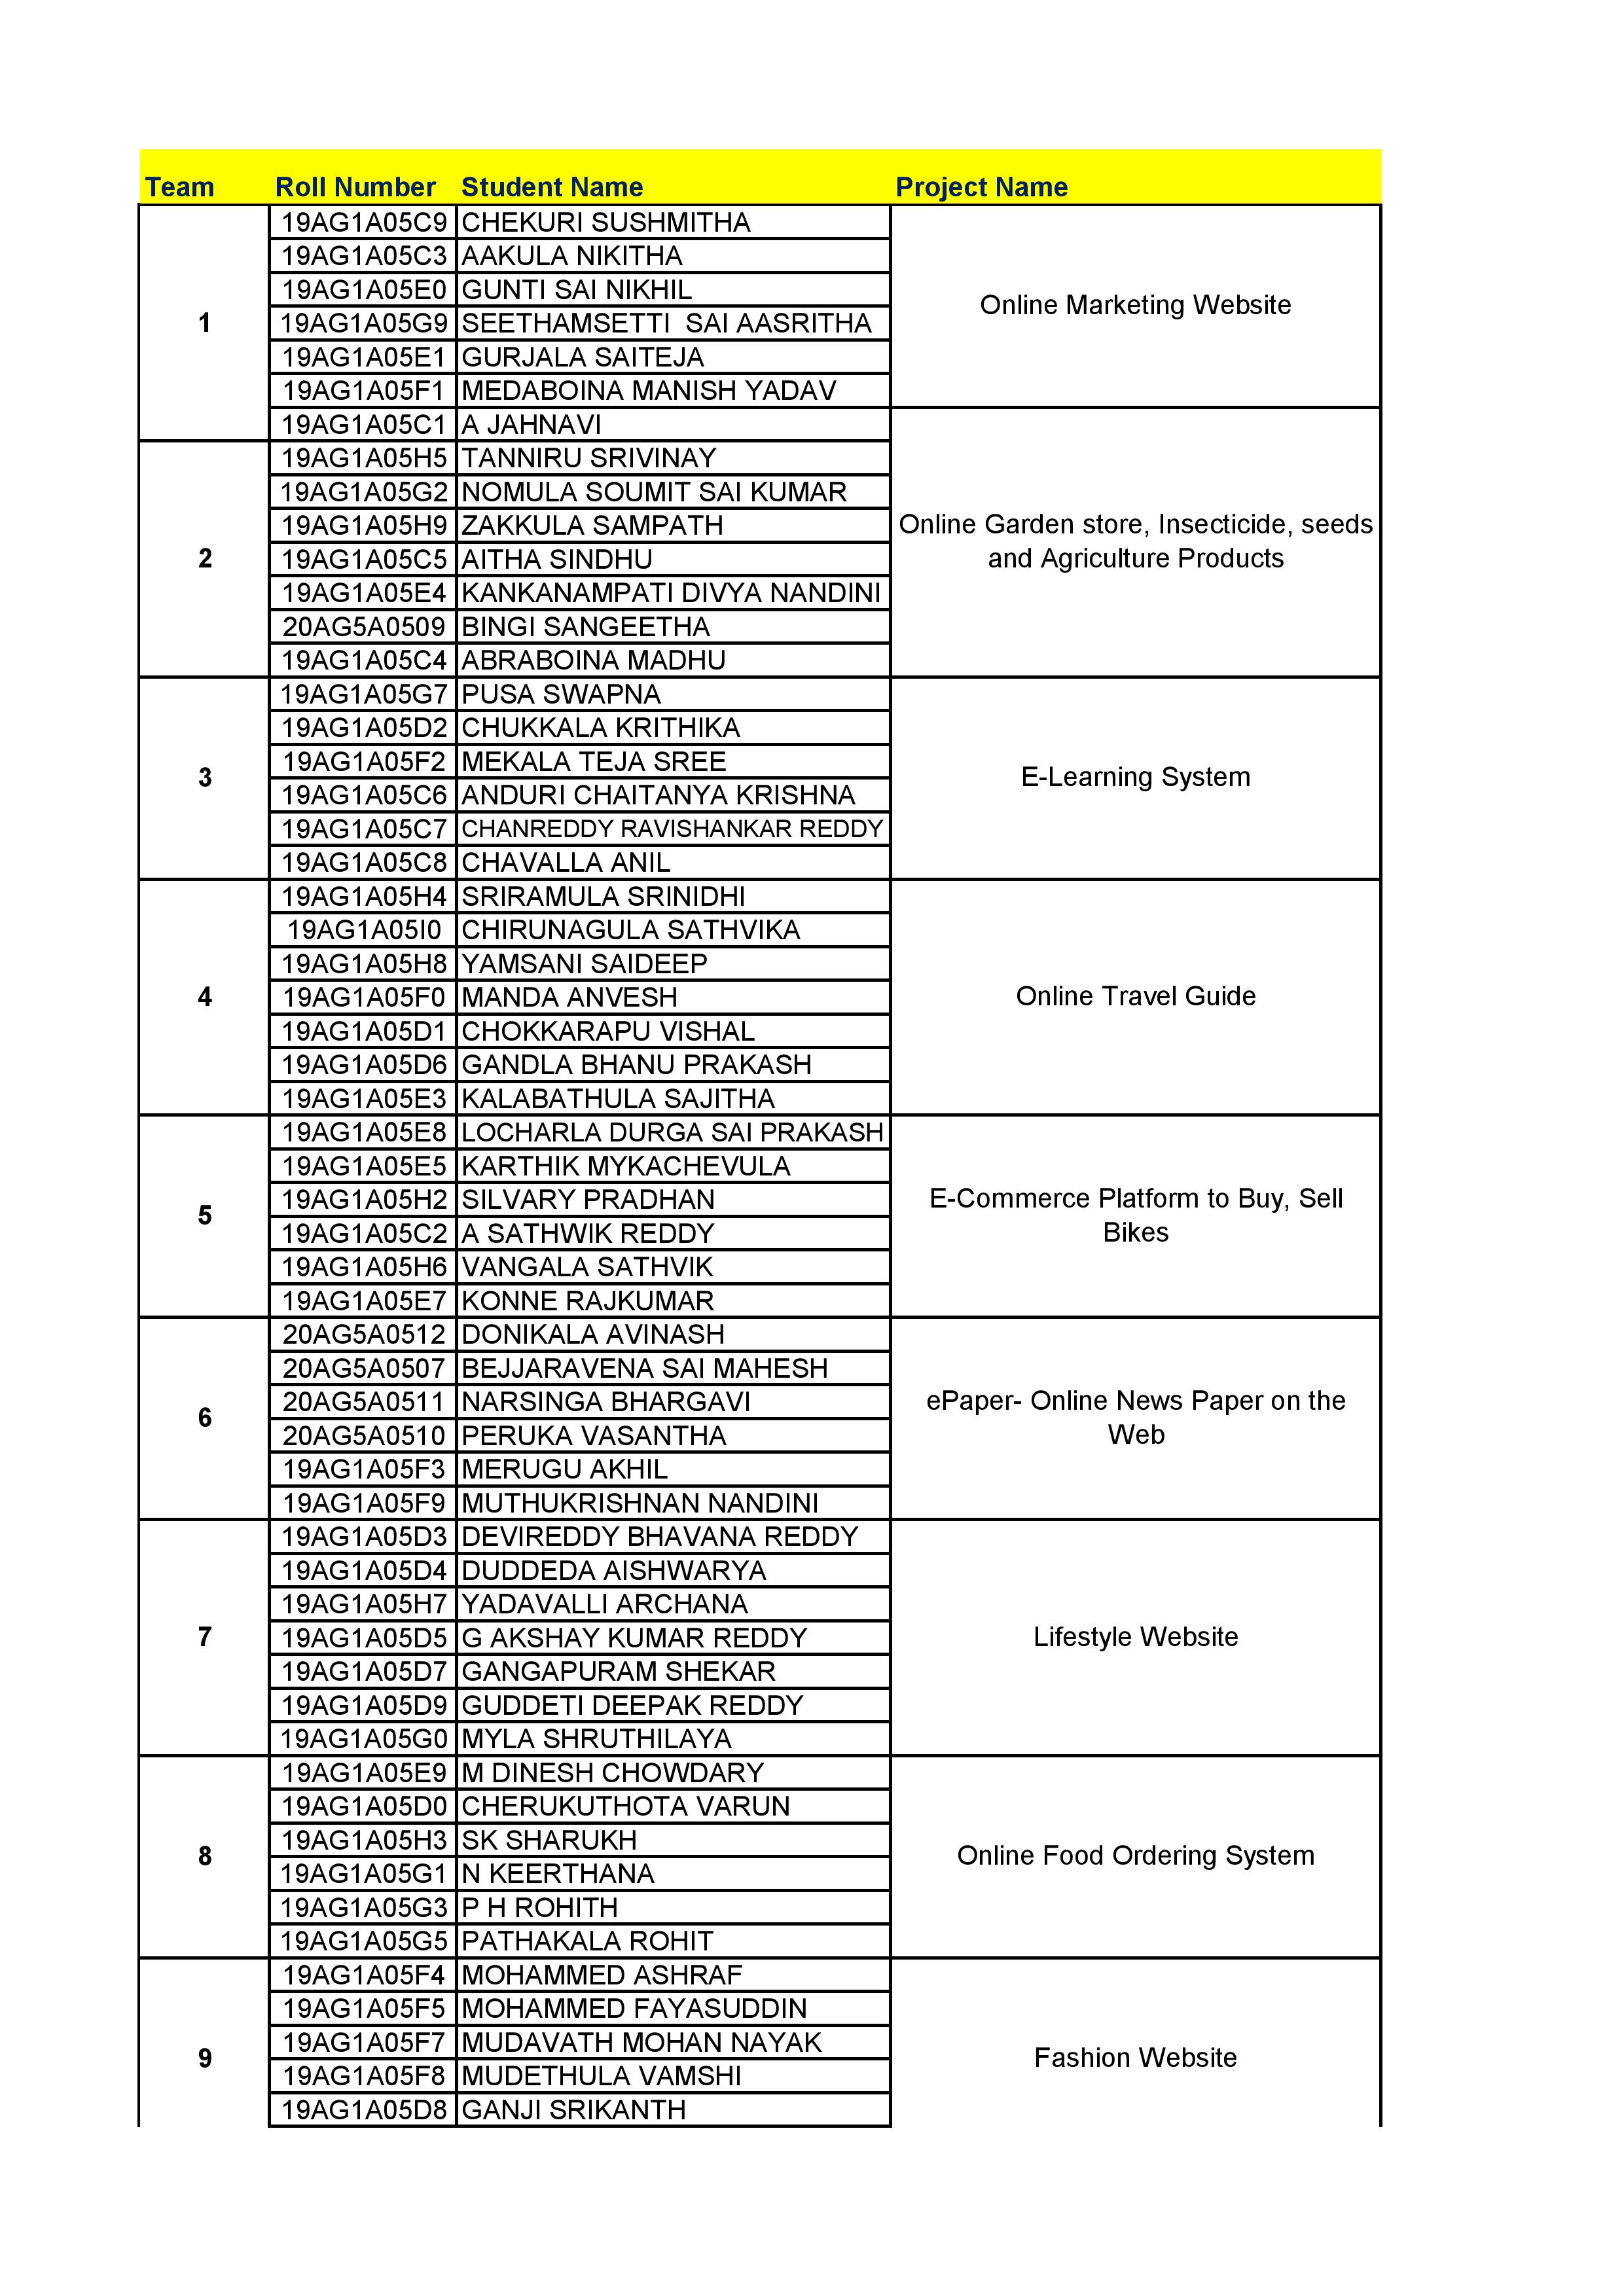 Team Roll Number Student Name Project Name
19AG1A05C9 CHEKURI SUSHMITHA
19AG1A05C3 AAKULA NIKITHA
19AG1A05E0 GUNTI SAI NIKHIL
Online Marketing Website
1 19AG1A05G9 SEETHAMSETTI  SAI AASRITHA
19AG1A05E1 GURJALA SAITEJA
19AG1A05F1 MEDABOINA MANISH YADAV
19AG1A05C1 A JAHNAVI
19AG1A05H5 TANNIRU SRIVINAY
19AG1A05G2 NOMULA SOUMIT SAI KUMAR
19AG1A05H9 ZAKKULA SAMPATH Online Garden store, Insecticide, seeds
2 19AG1A05C5 AITHA SINDHU and Agriculture Products
19AG1A05E4 KANKANAMPATI DIVYA NANDINI
20AG5A0509 BINGI SANGEETHA
19AG1A05C4 ABRABOINA MADHU
19AG1A05G7 PUSA SWAPNA
19AG1A05D2 CHUKKALA KRITHIKA
19AG1A05F2 MEKALA TEJA SREE
3 E-Learning System
19AG1A05C6 ANDURI CHAITANYA KRISHNA
19AG1A05C7 CHANREDDY RAVISHANKAR REDDY
19AG1A05C8 CHAVALLA ANIL
19AG1A05H4 SRIRAMULA SRINIDHI
19AG1A05I0 CHIRUNAGULA SATHVIKA
19AG1A05H8 YAMSANI SAIDEEP
4 19AG1A05F0 MANDA ANVESH Online Travel Guide
19AG1A05D1 CHOKKARAPU VISHAL
19AG1A05D6 GANDLA BHANU PRAKASH
19AG1A05E3 KALABATHULA SAJITHA
19AG1A05E8 LOCHARLA DURGA SAI PRAKASH
19AG1A05E5 KARTHIK MYKACHEVULA
19AG1A05H2 SILVARY PRADHAN E-Commerce Platform to Buy, Sell
5
19AG1A05C2 A SATHWIK REDDY Bikes
19AG1A05H6 VANGALA SATHVIK
19AG1A05E7 KONNE RAJKUMAR
20AG5A0512 DONIKALA AVINASH
20AG5A0507 BEJJARAVENA SAI MAHESH
20AG5A0511 NARSINGA BHARGAVI ePaper- Online News Paper on the
6
20AG5A0510 PERUKA VASANTHA Web
19AG1A05F3 MERUGU AKHIL
19AG1A05F9 MUTHUKRISHNAN NANDINI
19AG1A05D3 DEVIREDDY BHAVANA REDDY
19AG1A05D4 DUDDEDA AISHWARYA
19AG1A05H7 YADAVALLI ARCHANA
7 19AG1A05D5 G AKSHAY KUMAR REDDY Lifestyle Website
19AG1A05D7 GANGAPURAM SHEKAR
19AG1A05D9 GUDDETI DEEPAK REDDY
19AG1A05G0 MYLA SHRUTHILAYA
19AG1A05E9 M DINESH CHOWDARY
19AG1A05D0 CHERUKUTHOTA VARUN
19AG1A05H3 SK SHARUKH
8 Online Food Ordering System
19AG1A05G1 N KEERTHANA
19AG1A05G3 P H ROHITH
19AG1A05G5 PATHAKALA ROHIT
19AG1A05F4 MOHAMMED ASHRAF
19AG1A05F5 MOHAMMED FAYASUDDIN
19AG1A05F7 MUDAVATH MOHAN NAYAK
9 Fashion Website
19AG1A05F8 MUDETHULA VAMSHI
19AG1A05D8 GANJI SRIKANTH